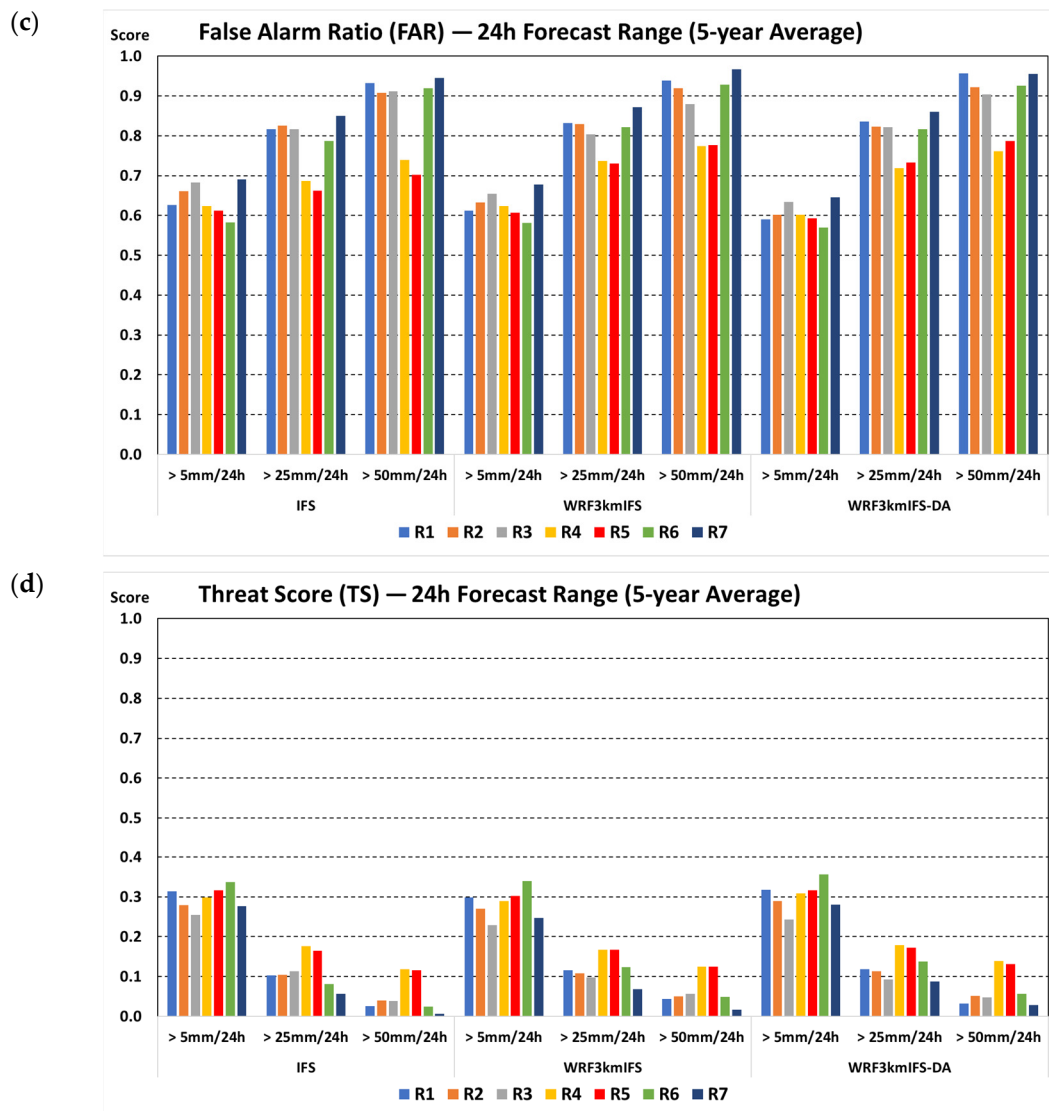 (c)
Score
False Alarm Ratio (FAR) — 24h Forecast Range (5-year Average)
1.0
0.9
0.8
0.7
0.6
0.5
0.4
0.3
0.2
0.1
0.0
> 5mm/24h > 25mm/24h > 50mm/24h > 5mm/24h > 25mm/24h > 50mm/24h > 5mm/24h > 25mm/24h > 50mm/24h
IFS WRF3kmIFS WRF3kmIFS-DA
R1 R2 R3 R4 R5 R6 R7
(d)
Score
Threat Score (TS) — 24h Forecast Range (5-year Average)
1.0
0.9
0.8
0.7
0.6
0.5
0.4
0.3
0.2
0.1
0.0
> 5mm/24h > 25mm/24h > 50mm/24h > 5mm/24h > 25mm/24h > 50mm/24h > 5mm/24h > 25mm/24h > 50mm/24h
IFS WRF3kmIFS WRF3kmIFS-DA
R1 R2 R3 R4 R5 R6 R7